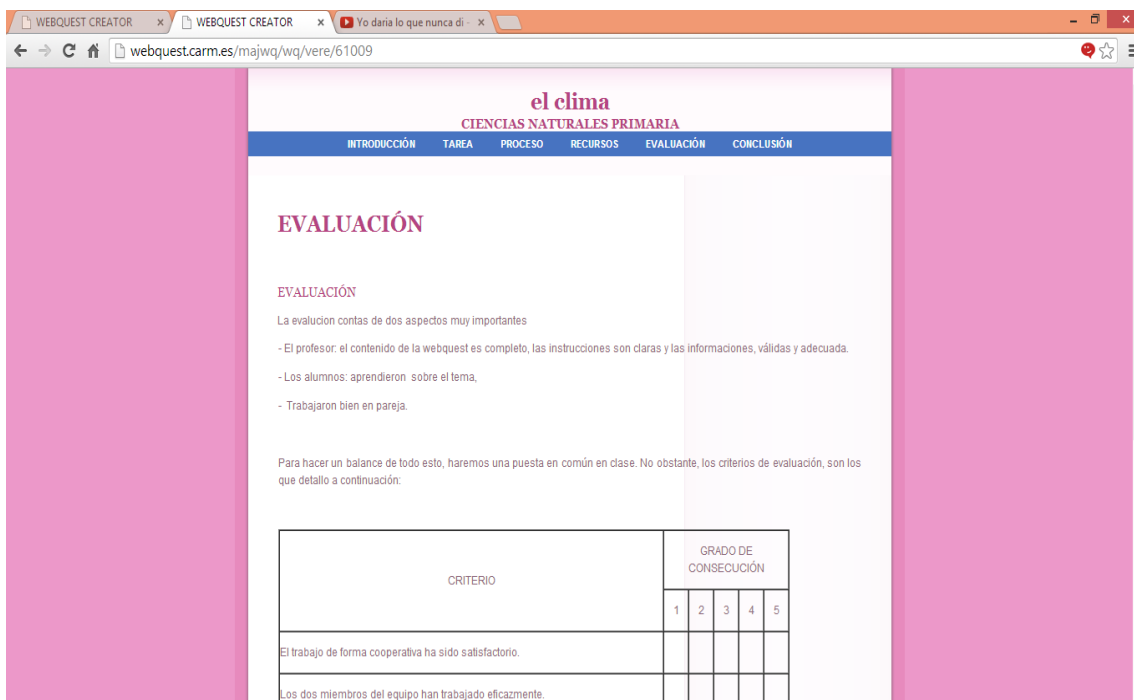 WEBQUEST CREATOR
WEBQUEST CREATOR
Yo daria lo que nunca di -
webquest.carm.es/majwq/wq/vere/61009
el clima
CIENCIAS NATURALES PRIMARIA
INTRODUCCIÓN TAREA PROCESO RECURSOS EVALUACIÓN CONCLUSIÓN
EVALUACIÓN
EVALUACIÓN
La evalucion contas de dos aspectos muy importantes
- El profesor: el contenido de la webquest es completo, las instrucciones son claras y las informaciones, válidas y adecuada.
- Los alumnos: aprendieron sobre el tema,
- Trabajaron bien en pareja.
Para hacer un balance de todo esto, haremos una puesta en común en clase. No obstante, los criterios de evaluación, son los
que detallo a continuación:
CRITERIO
GRADO DE
CONSECUCIÓN
1 2 3 4 5
El trabajo de forma cooperativa ha sido satisfactorio.
Los dos miembros del equipo han trabajado eficazmente.